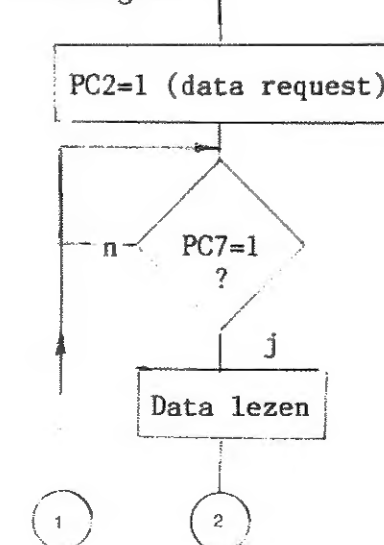 PC2=1 (data request)
n
PC7=1
?
j
Data lezen
1
2